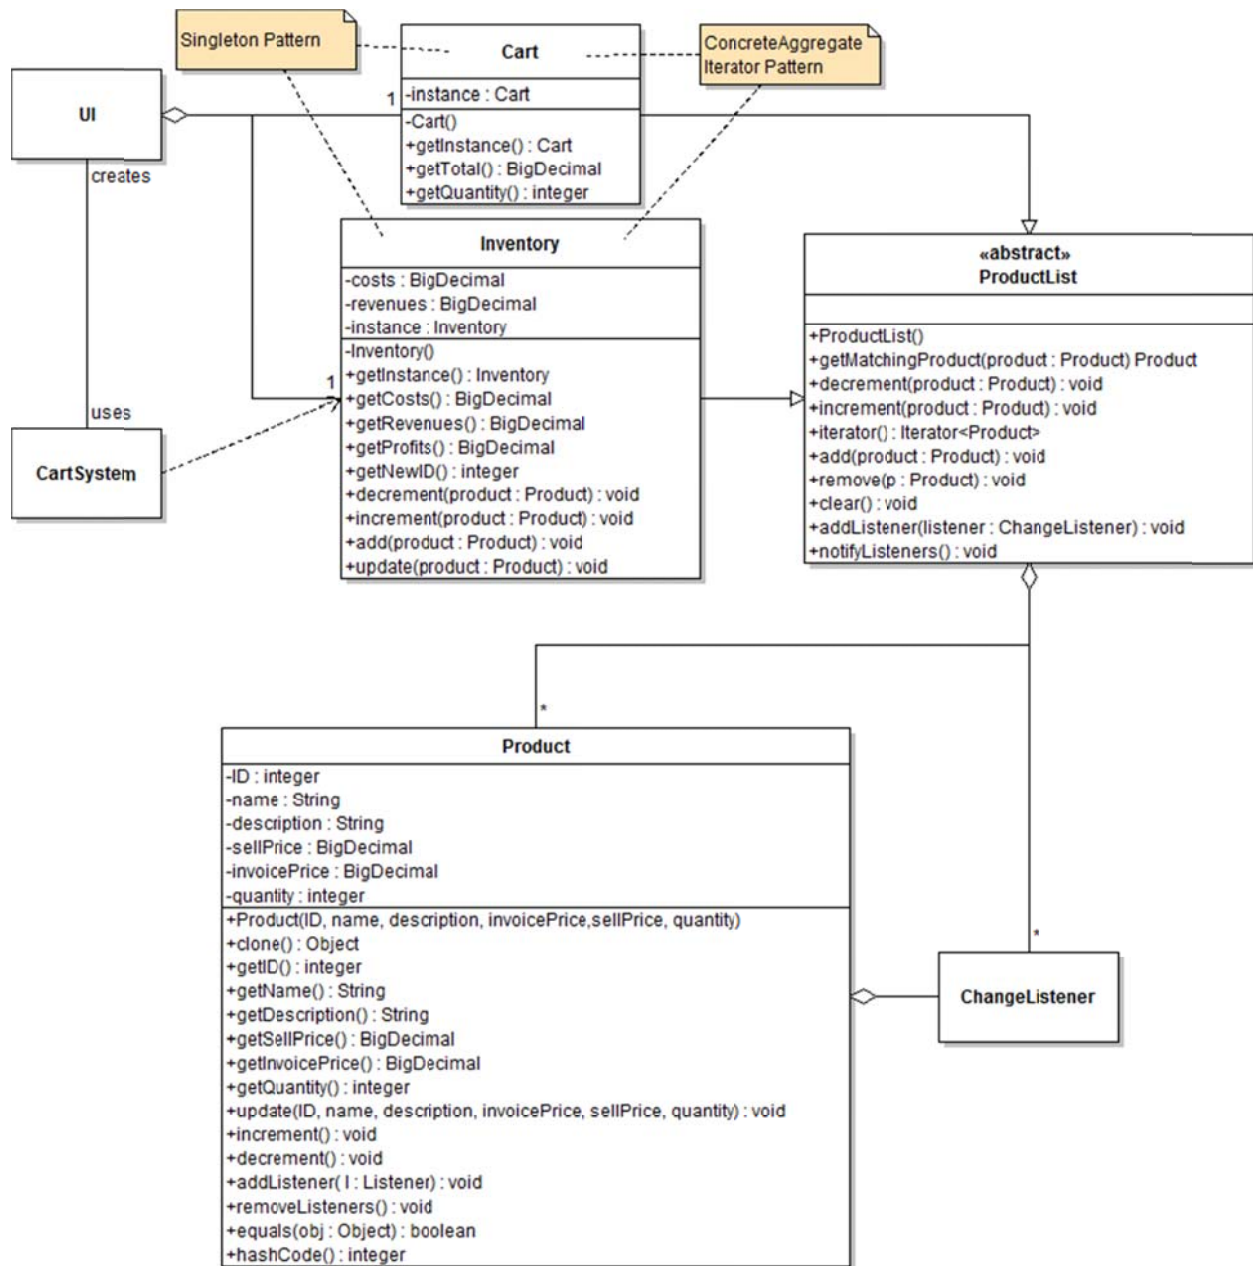 Singleton Pattern
Cart
ConcreteAggregate
Iterator Pattern
-instance : Cart
-Cart()
+getInstance() : Cart
+getTotal() : BigDecimal
+getQuantity() : integer
UI
1
creates
Inventory
-costs : BigDecimal
-revenues : BigDecimal
-instance : Inventory
-Inventory()
+getInstance() : Inventory
+getCosts() : BigDecimal
+getRevenues() : BigDecimal
+getProfits() : BigDecimal
+getNewID() : integer
+decrement(product : Product) : void
+increment(product : Product) : void
+add(product : Product) : void
+update(product : Product) : void
1
uses
CartSystem
«abstract»
ProductList
+ProductList()
+getMatchingProduct(product : Product) Product
+decrement(product : Product) : void
+increment(product : Product) : void
+iterator() : Iterator<Product>
+add(product : Product) : void
+remove(p : Product) : void
+clear() : void
+addListener(listener : ChangeListener) : void
+notifyListeners() : void
*
Product
-ID : integer
-name : String
-description : String
-sellPrice : BigDecimal
-invoicePrice : BigDecimal
-quantity : integer
+Product(ID, name, description, invoicePrice,sellPrice, quantity)
+clone() : Object
+getID() : integer
+getName() : String
+getDescription() : String
+getSellPrice() : BigDecimal
+getInvoicePrice() : BigDecimal
+getQuantity() : integer
+update(ID, name, description, invoicePrice, sellPrice, quantity) : void
+increment() : void
+decrement() : void
+addListener( l : Listener) : void
+removeListeners() : void
+equals(obj : Object) : boolean
+hashCode() : integer
*
ChangeListener